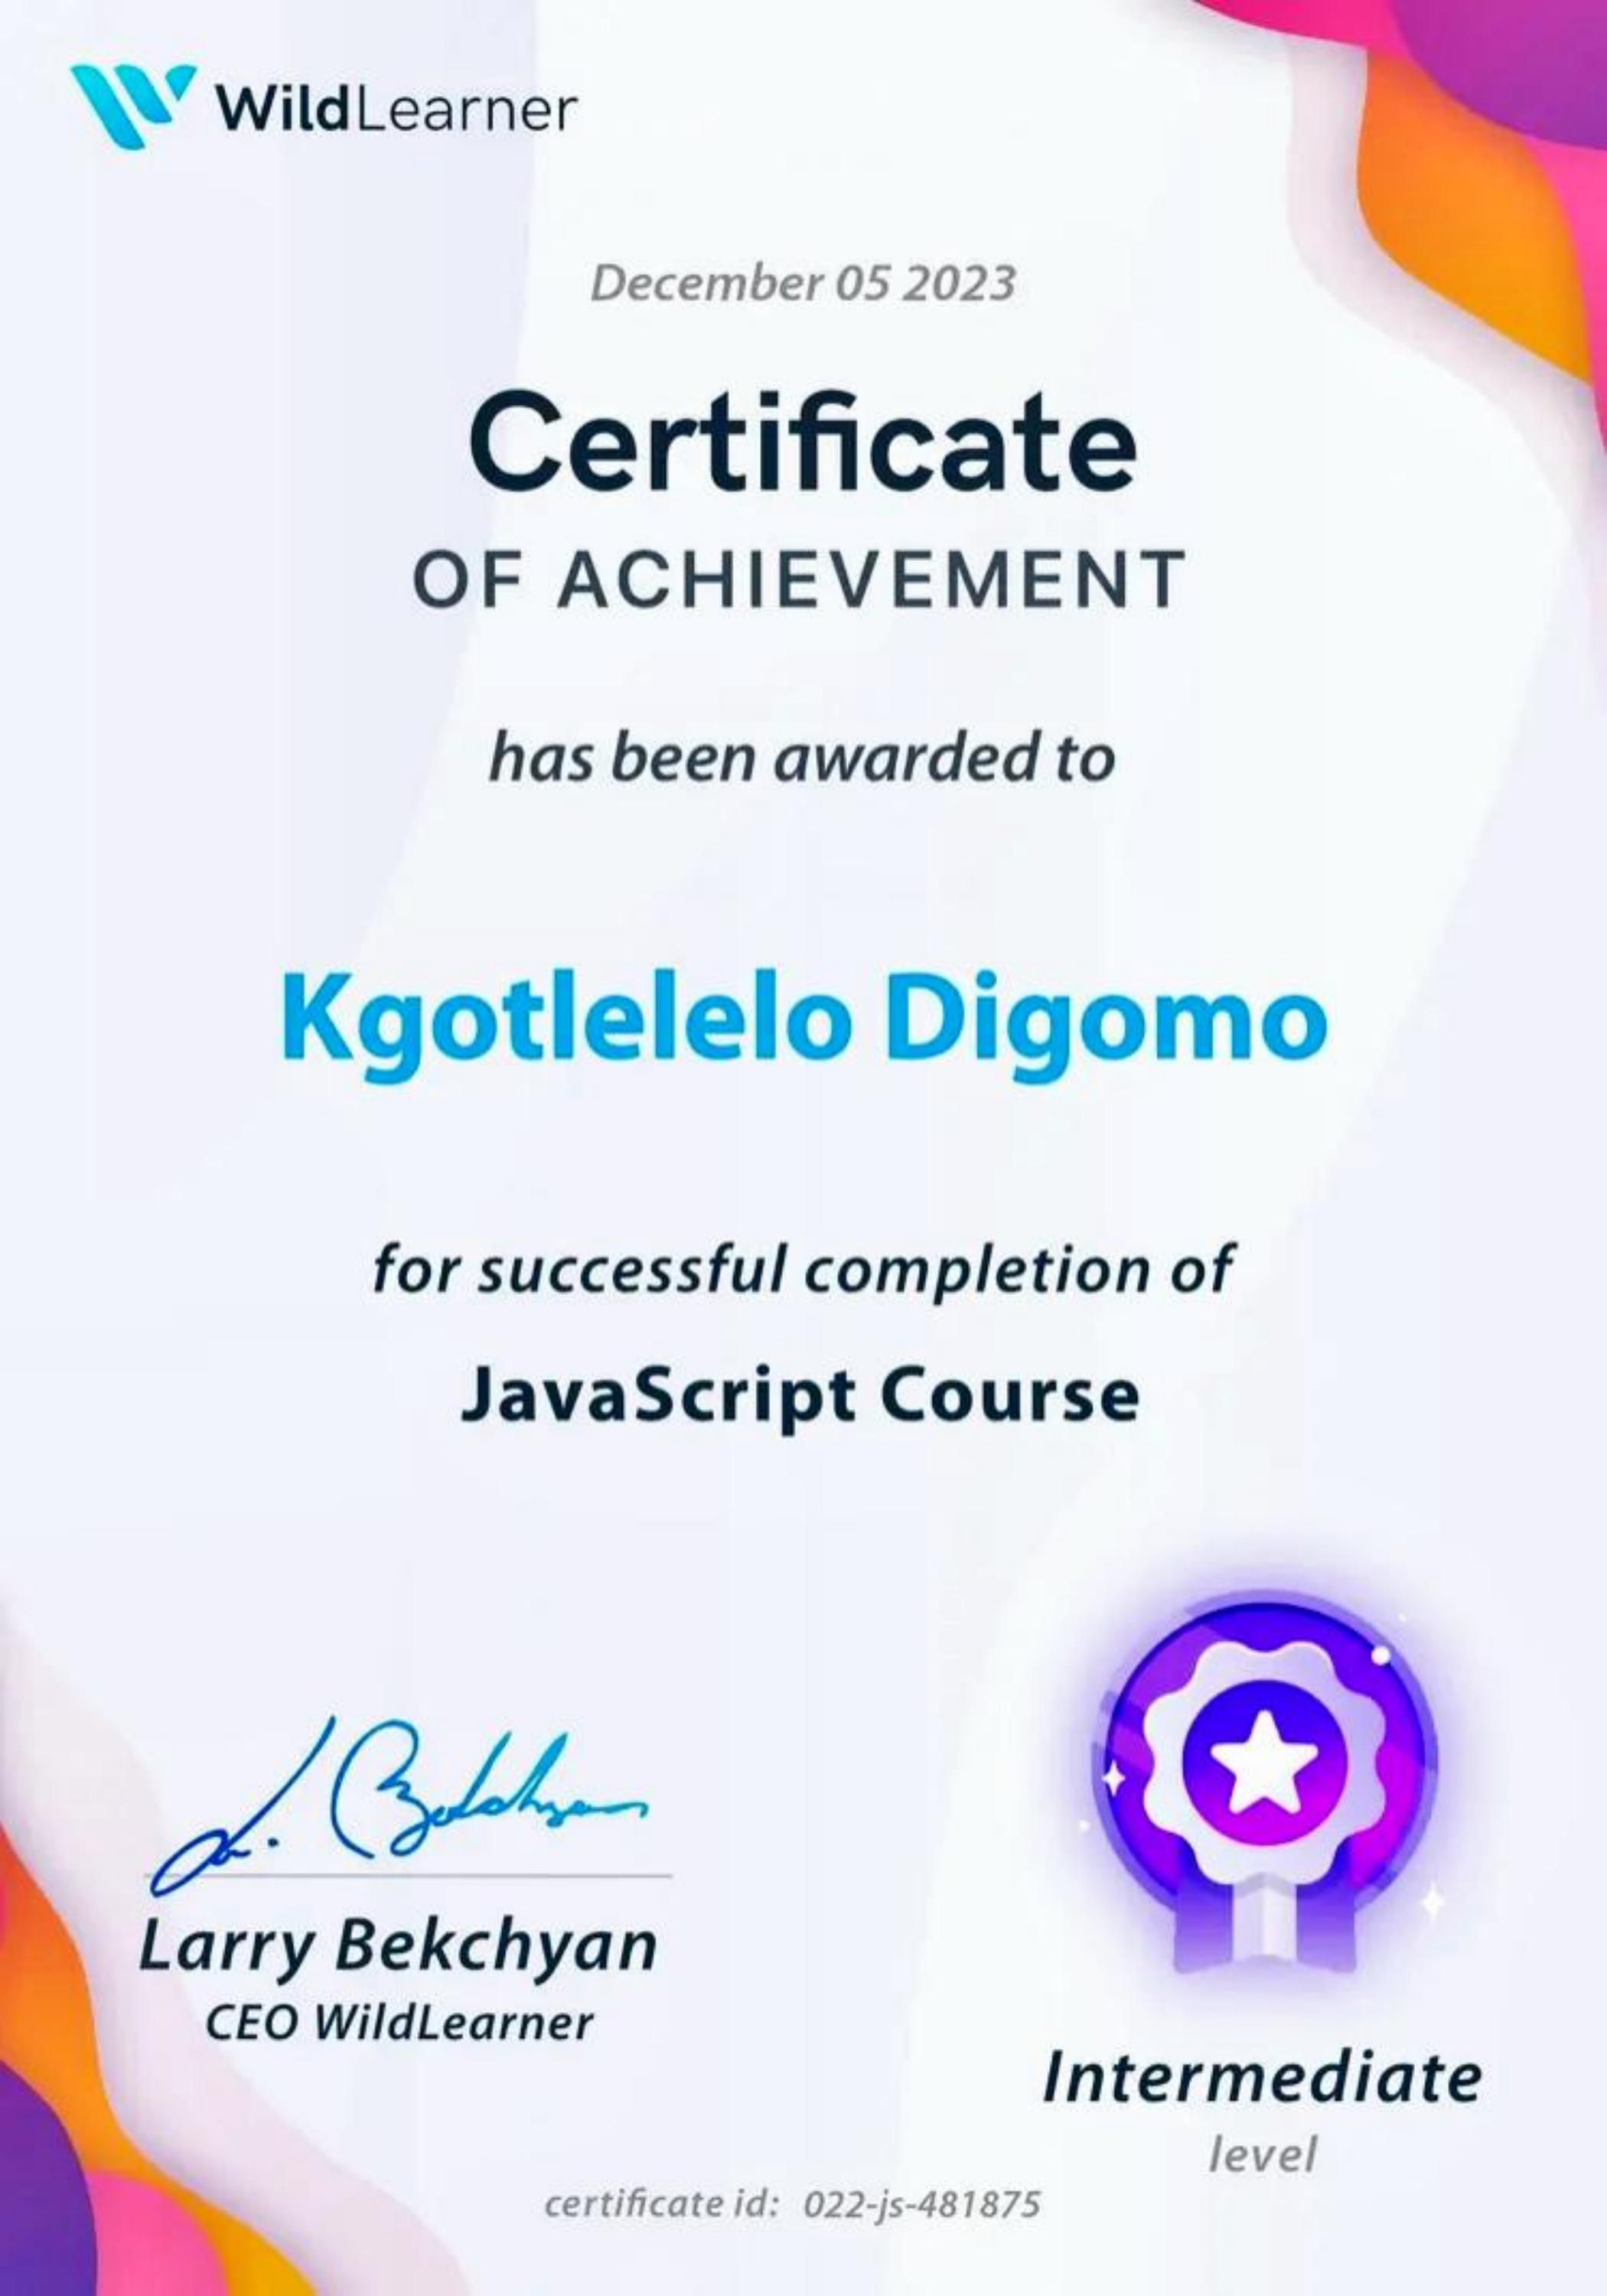 WildLearner
December 05 2023
Certificate
OF ACHIEVEMENT
has been awarded to
Kgotlelelo Digomo
for successful completion of
JavaScript Course
L. Bekchyan
Larry Bekchyan
CEO WildLearner
Intermediate
level
certificate id: 022-js-481875